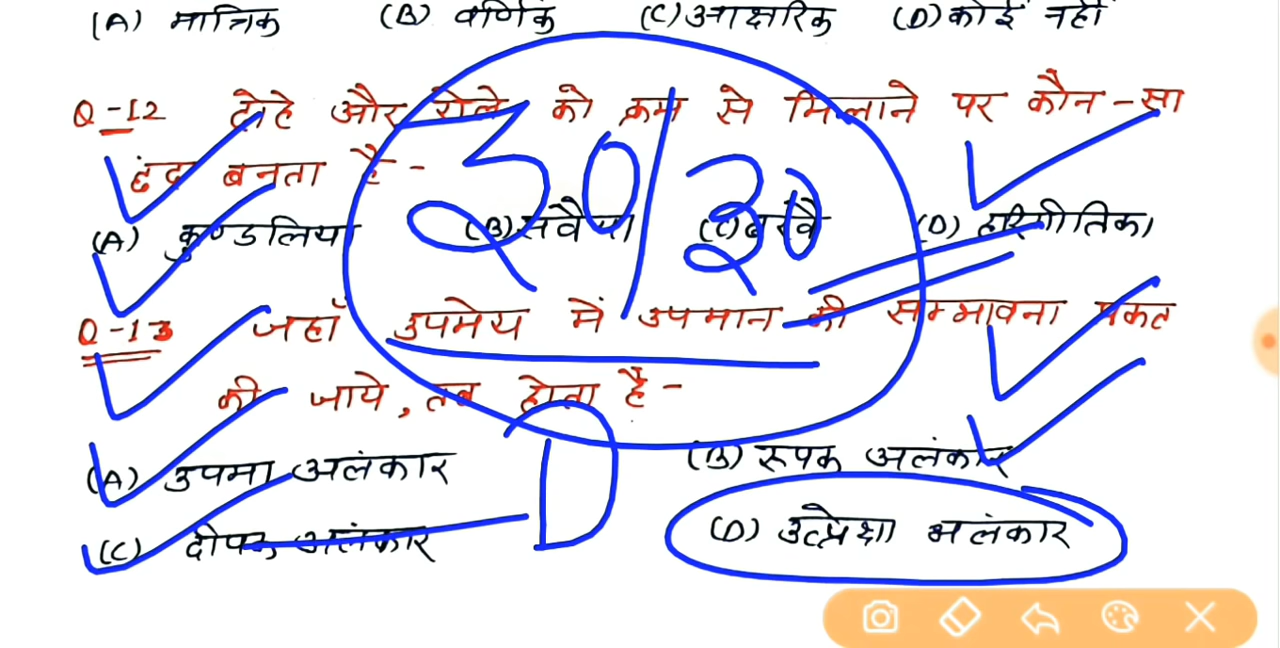 (A) मात्रिक (B) वर्णिक (C) आक्षरिक (D) कोई नहीं
Q-12 दोहे और रोले को क्रम से मिलाने पर कौन-सा
छंद बनता है-
(A) कुण्डलिया (B) सवैया (C) बरवै (D) हरिगीतिका
30/30
Q-13 जहाँ उपमेय में उपमान की सम्भावना प्रकट
की जाये, तब होता है-
(A) उपमा अलंकार (B) रूपक अलंकार
D
(C) दीपक अलंकार (D) उत्प्रेक्षा अलंकार